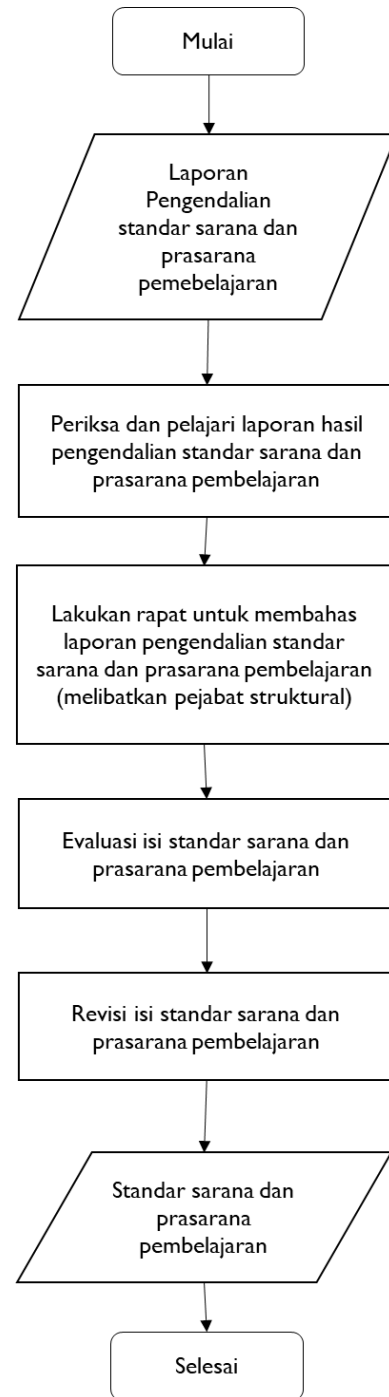 Mulai
Laporan
Pengendalian
standar sarana dan
prasarana
pemebelajaran
Periksa dan pelajari laporan hasil
pengendalian standar sarana dan
prasarana pembelajaran
Lakukan rapat untuk membahas
laporan pengendalian standar
sarana dan prasarana pembelajaran
(melibatkan pejabat struktural)
Evaluasi isi standar sarana dan
prasarana pembelajaran
Revisi isi standar sarana dan
prasarana pembelajaran
Standar sarana dan
prasarana
pembelajaran
Selesai